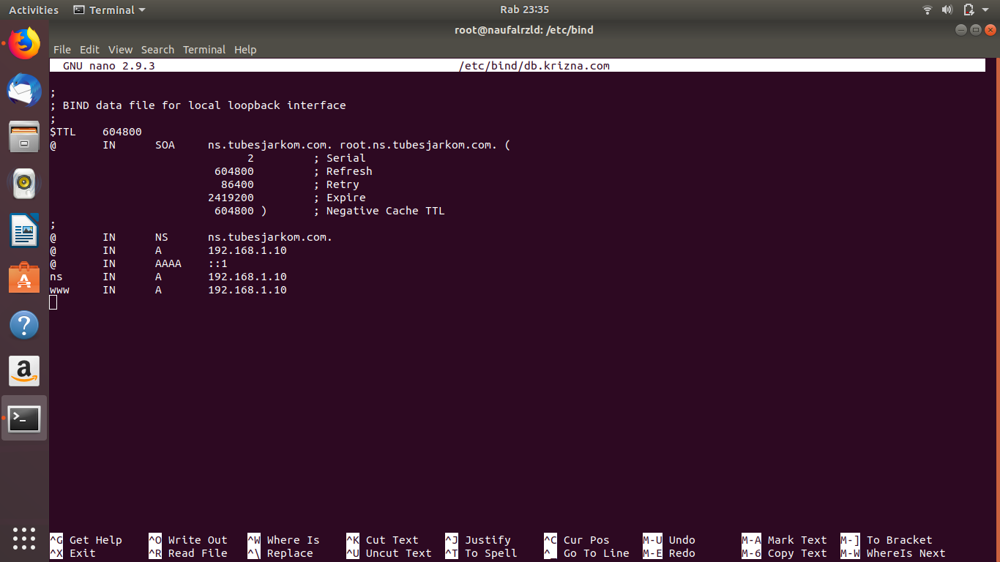 Activities Terminal Rab 23:35
root@naufalrzld: /etc/bind
File Edit View Search Terminal Help
GNU nano 2.9.3 /etc/bind/db.krizna.com
;
; BIND data file for local loopback interface
;
$TTL 604800
@ IN SOA ns.tubesjarkom.com. root.ns.tubesjarkom.com. (
2 ; Serial
604800 ; Refresh
86400 ; Retry
2419200 ; Expire
604800 ) ; Negative Cache TTL
;
@ IN NS ns.tubesjarkom.com.
@ IN A 192.168.1.10
@ IN AAAA ::1
ns IN A 192.168.1.10
www IN A 192.168.1.10
^G Get Help ^O Write Out ^W Where Is ^K Cut Text ^J Justify ^C Cur Pos M-U Undo M-A Mark Text M-] To Bracket
^X Exit ^R Read File ^\ Replace ^U Uncut Text ^T To Spell ^_ Go To Line M-E Redo M-6 Copy Text M-W WhereIs Next